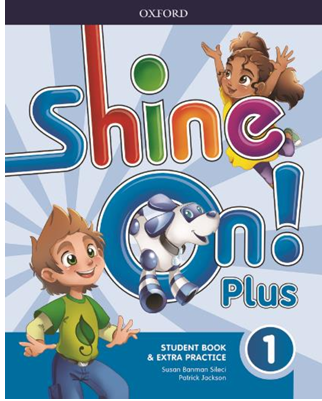 OXFORD
Shine
On!
Plus
STUDENT BOOK
& EXTRA PRACTICE
1
Susan Banman Sileci
Patrick Jackson